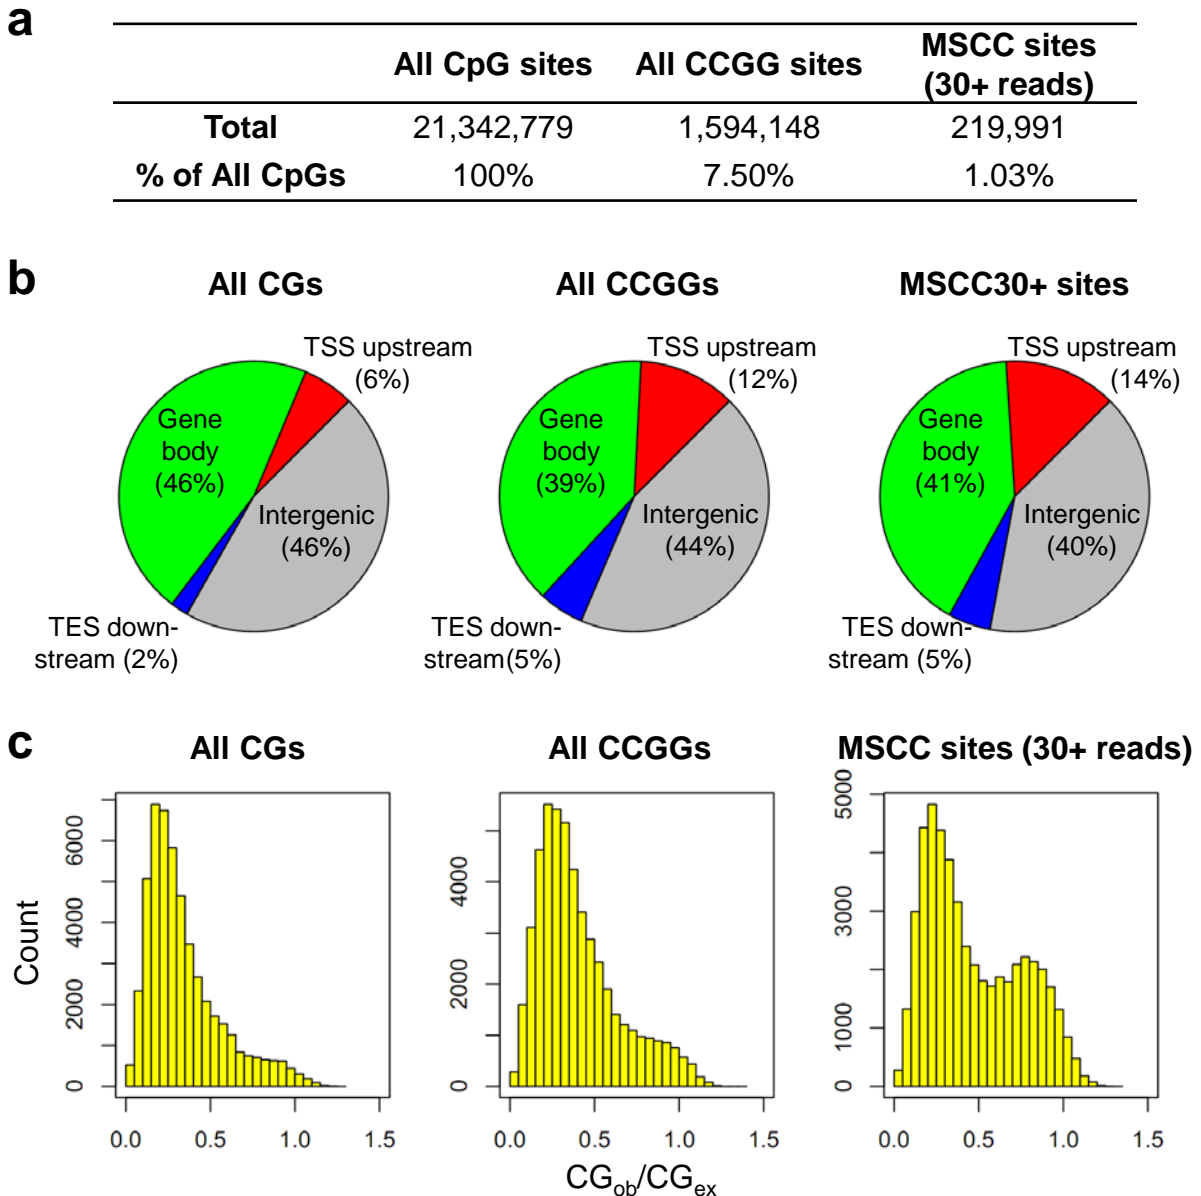 a
All CpG sites All CCGG sites MSCC sites
(30+ reads)
Total 21,342,779 1,594,148 219,991
% of All CpGs 100% 7.50% 1.03%
b
All CGs All CCGGs MSCC30+ sites
TSS upstream
(6%)
Gene
body
(46%)
Intergenic
(46%)
TES down-
stream (2%)
TSS upstream
(12%)
Gene
body
(39%)
Intergenic
(44%)
TES down-
stream(5%)
TSS upstream
(14%)
Gene
body
(41%)
Intergenic
(40%)
TES down-
stream (5%)
c
All CGs All CCGGs MSCC sites (30+ reads)
Count
6000
4000
2000
0
0.0 0.5 1.0 1.5
4000
2000
0
0.0 0.5 1.0 1.5
5000
3000
1000
0
0.0 0.5 1.0 1.5
CGob/CGex